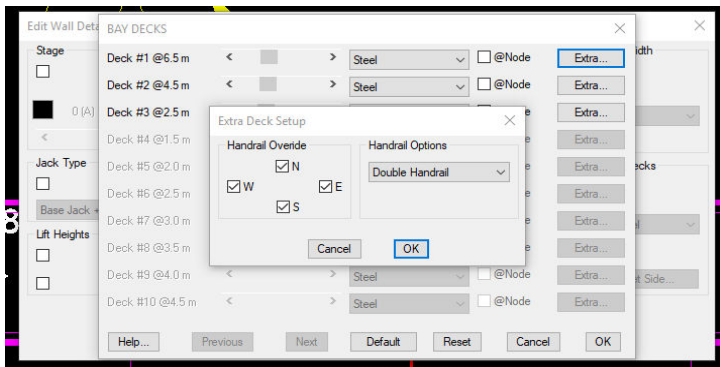 Edit Wall Deta
BAY DECKS
Stage
idth
Deck #1 @6.5 m < > Steel @Node Extra...
Deck #2 @4.5 m < > Steel @Node Extra...
0 (A) Deck #3 @2.5 m e Extra...
Extra Deck Setup
< Deck #4 @1.5 m Handrail Overide Handrail Options e Extra...
Jack Type Deck #5 @2.0 m N Double Handrail e Extra... ecks
Deck #6 @2.5 m W E e Extra...
Base Jack + Deck #7 @3.0 m S e Extra... el
8
Lift Heights Deck #8 @3.5 m Cancel OK e Extra...
Deck #9 @4.0 m < > Steel @Node Extra... t Side...
Deck #10 @4.5 m < > Steel @Node Extra...
Help... Previous Next Default Reset Cancel OK